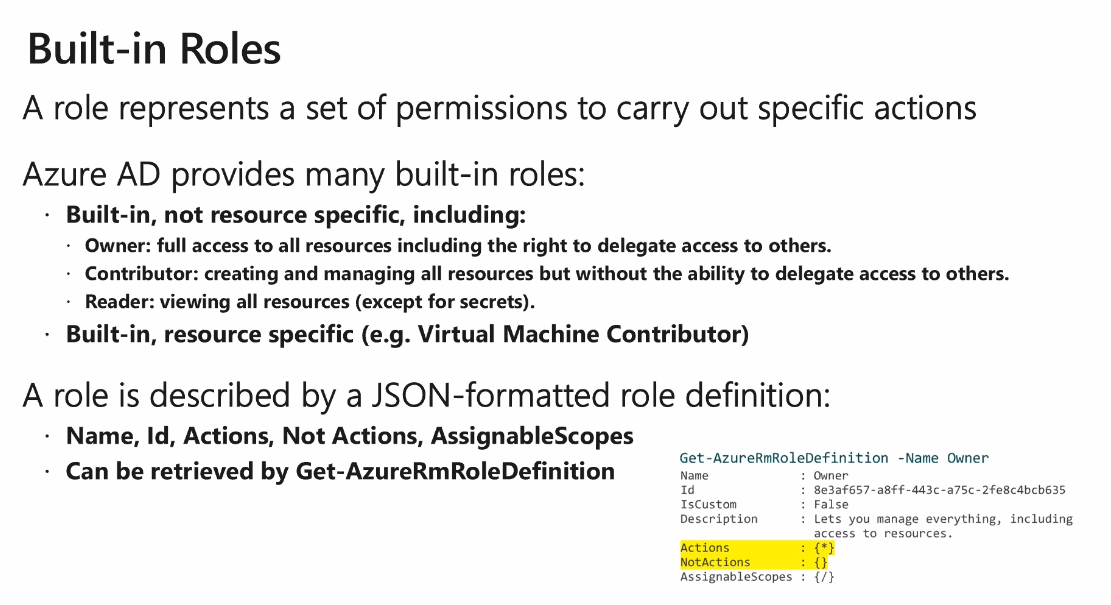 Built-in Roles
A role represents a set of permissions to carry out specific actions
Azure AD provides many built-in roles:
· Built-in, not resource specific, including:
· Owner: full access to all resources including the right to delegate access to others.
· Contributor: creating and managing all resources but without the ability to delegate access to others.
· Reader: viewing all resources (except for secrets).
· Built-in, resource specific (e.g. Virtual Machine Contributor)
A role is described by a JSON-formatted role definition:
· Name, Id, Actions, Not Actions, AssignableScopes
· Can be retrieved by Get-AzureRmRoleDefinition
Get-AzureRmRoleDefinition -Name Owner
Name : Owner
Id : 8e3af657-a8ff-443c-a75c-2fe8c4bcb635
IsCustom : False
Description : Lets you manage everything, including
access to resources.
Actions : {*}
NotActions : {}
AssignableScopes : {/}